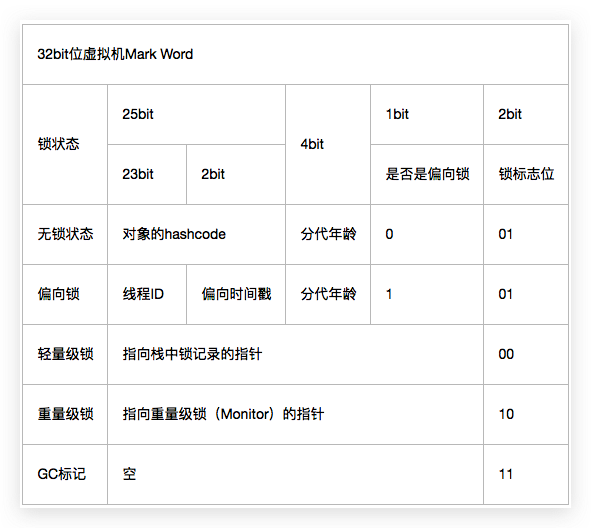 32bit位虚拟机Mark Word
锁状态 25bit 4bit 1bit 2bit
23bit 2bit 是否是偏向锁 锁标志位
无锁状态 对象的hashcode 分代年龄 0 01
偏向锁 线程ID 偏向时间戳 分代年龄 1 01
轻量级锁 指向栈中锁记录的指针 00
重量级锁 指向重量级锁（Monitor）的指针 10
GC标记 空 11